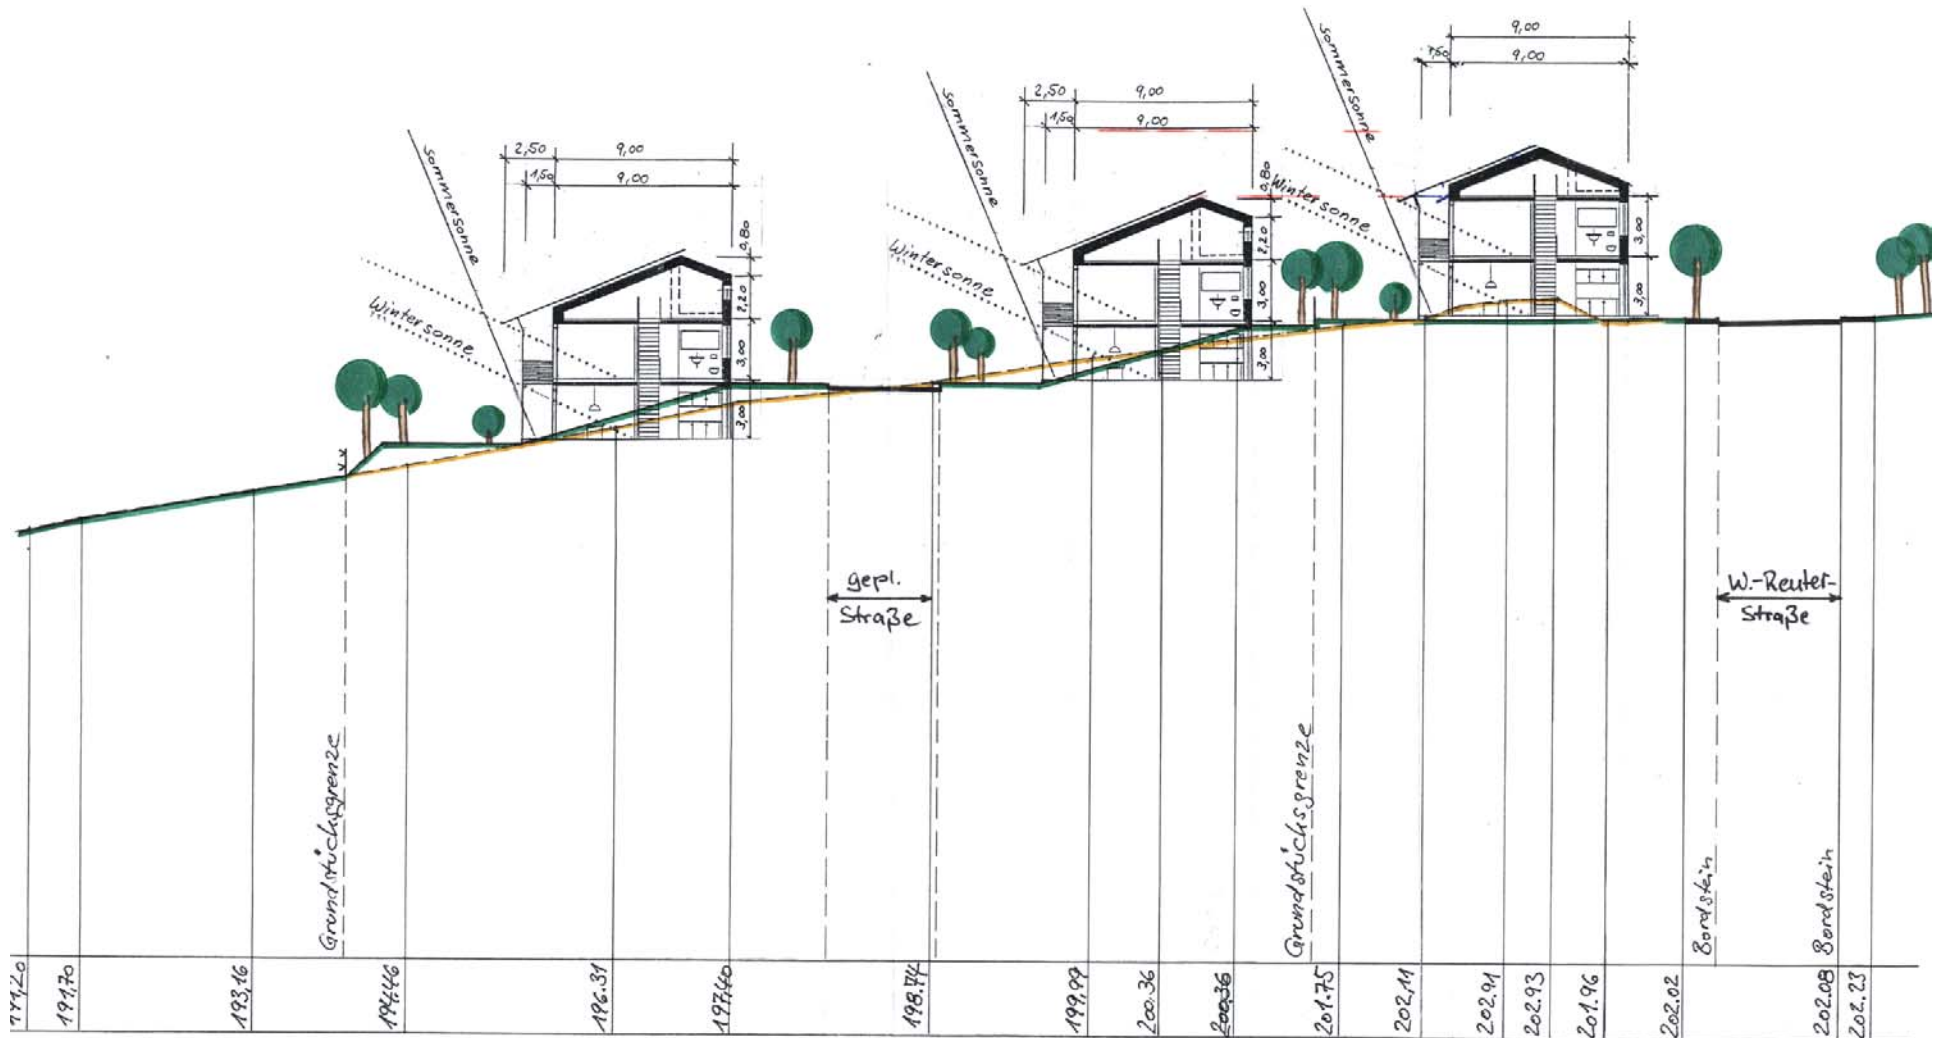 9,00
7,50
9,00
Sommersonne
2,50
9,00
1,50
9,00
Sommersonne
Wintersonne
3,00
3,00
0,80
2,20
3,00
3,00
2,50
9,00
1,50
9,00
Sommersonne
Wintersonne
0,80
2,20
3,00
3,00
Wintersonne
gepl.
Straße
W.-Reuter-
Straße
Grundstücksgrenze
Grundstücksgrenze
Bordstein
Bordstein
191,20
191,70
193,16
194.46
196.31
197,40
198.74
199,99
200.36
200,36
201.75
202,11
202.91
202.93
201.96
202.02
202.08
202.23